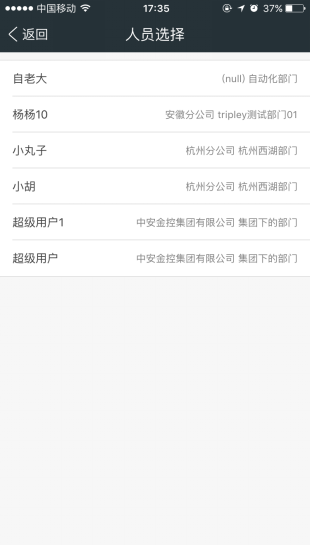 中国移动 17:35 37%
返回 人员选择
自老大 (null) 自动化部门
杨杨10 安徽分公司 tripley测试部门01
小丸子 杭州分公司 杭州西湖部门
小胡 杭州分公司 杭州西湖部门
超级用户1 中安金控集团有限公司 集团下的部门
超级用户 中安金控集团有限公司 集团下的部门